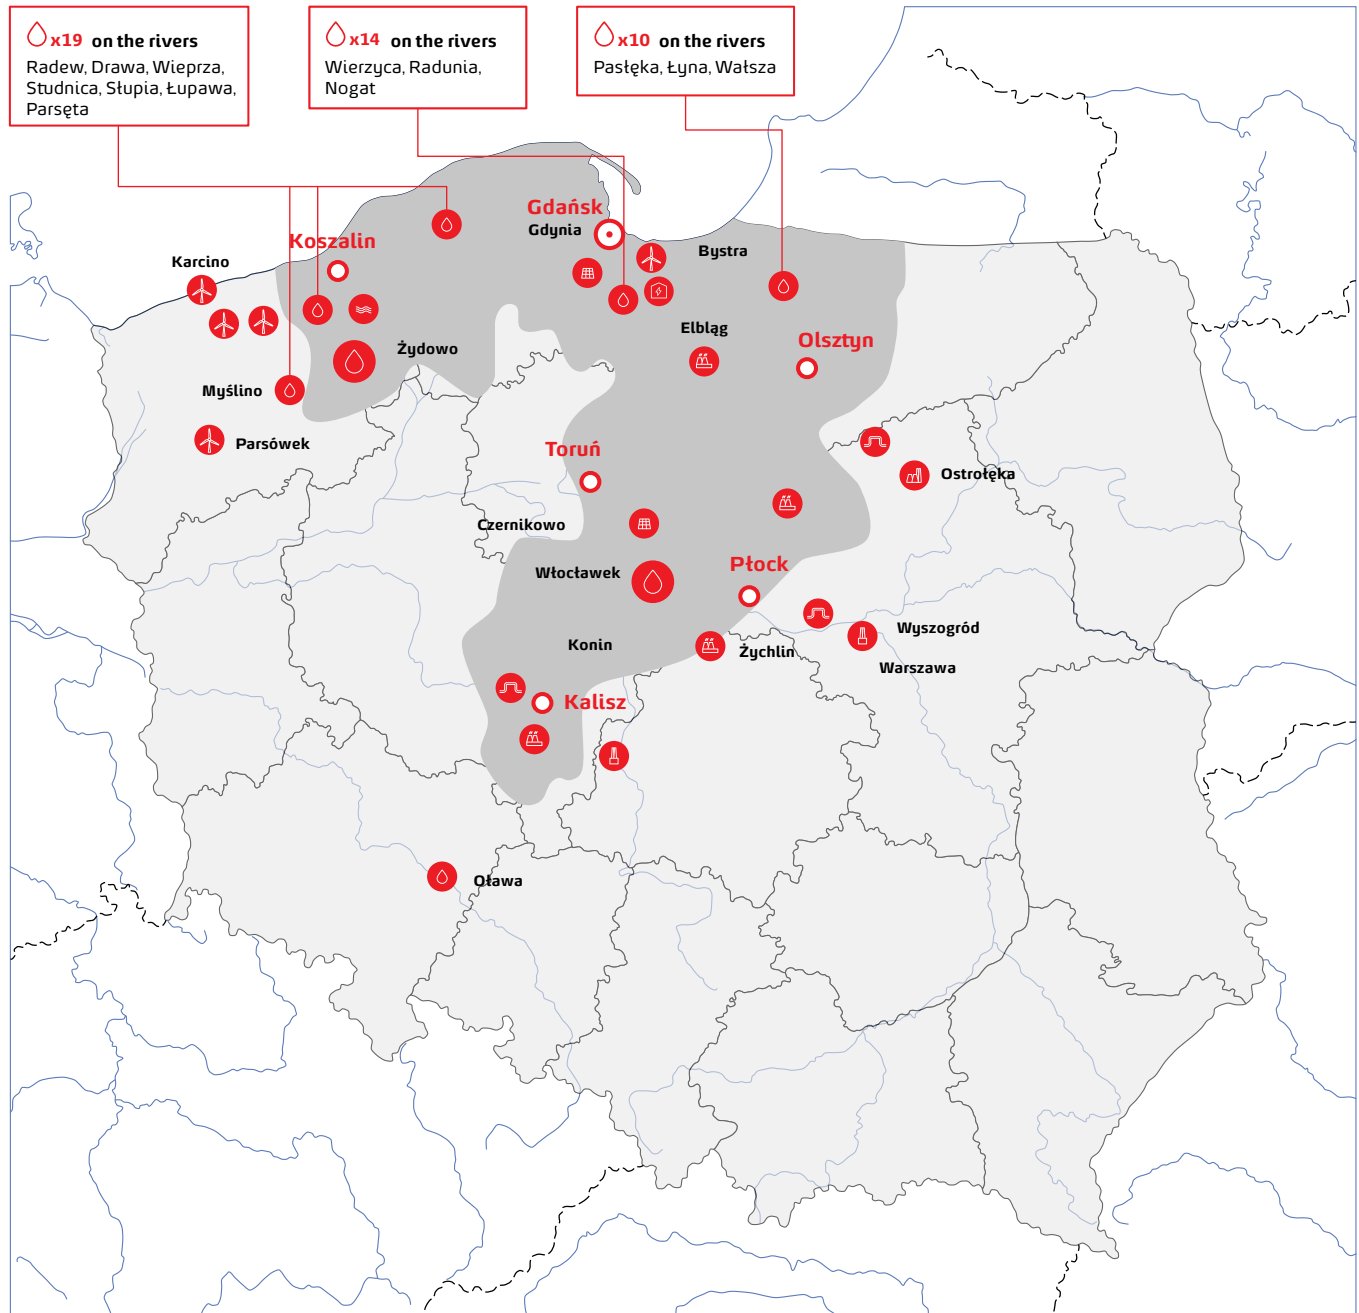 x19 on the rivers
Radew, Drawa, Wieprza,
Studnica, Słupia, Łupawa,
Parsęta
x14 on the rivers
Wierzyca, Radunia,
Nogat
x10 on the rivers
Pasłęka, Łyna, Wałsza
Gdańsk
Gdynia
Koszalin
Bystra
Karcino
Elbląg
Olsztyn
Żydowo
Myślino
Parsówek
Toruń
Ostrołęka
Czernikowo
Włocławek
Płock
Wyszogród
Konin
Żychlin
Warszawa
Kalisz
Oława